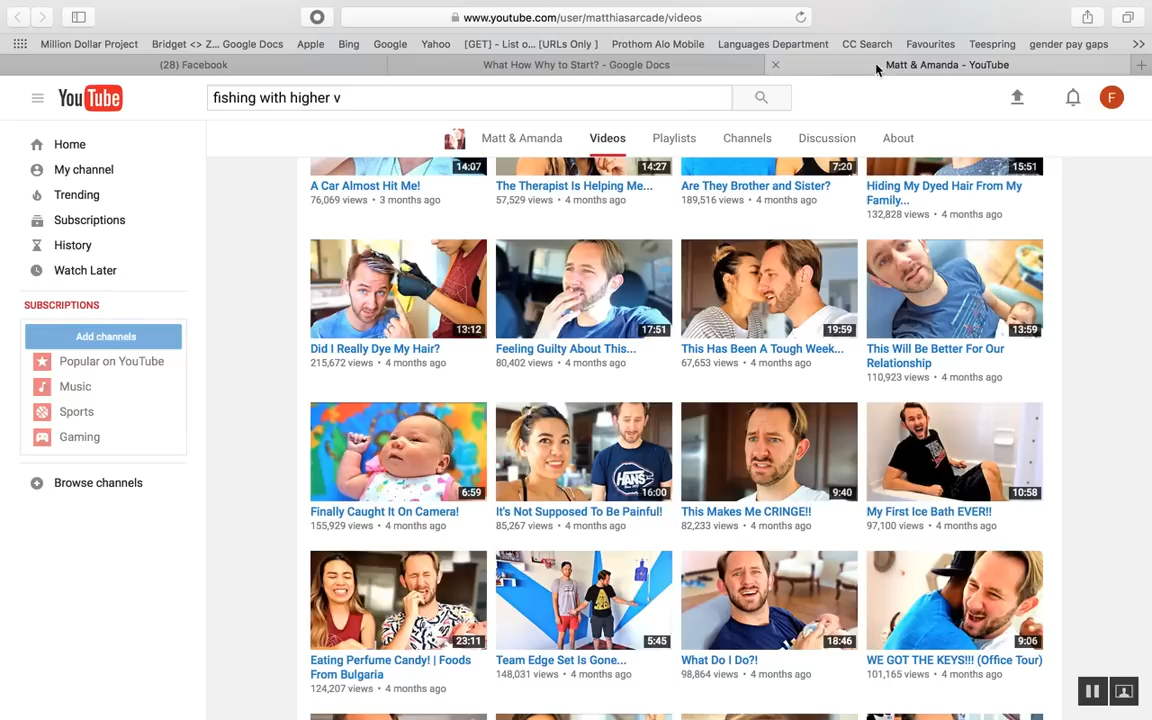 www.youtube.com/user/matthiasarcade/videos
Million Dollar Project Bridget <> Z... Google Docs Apple Bing Google Yahoo [GET] - List o... [URLs Only ] Prothom Alo Mobile Languages Department CC Search Favourites Teespring gender pay gaps >>
(28) Facebook What How Why to Start? - Google Docs Matt & Amanda - YouTube
YouTube fishing with higher v F
Matt & Amanda Videos Playlists Channels Discussion About
Home
My channel
Trending
Subscriptions
History
Watch Later
SUBSCRIPTIONS
Add channels
Popular on YouTube
Music
Sports
Gaming
Browse channels
14:07 14:27 7:20 15:51
A Car Almost Hit Me! The Therapist Is Helping Me... Are They Brother and Sister? Hiding My Dyed Hair From My
Family...
76,069 views • 3 months ago 57,529 views • 4 months ago 189,516 views • 4 months ago
132,828 views • 4 months ago
13:12 17:51 19:59 13:59
Did I Really Dye My Hair? Feeling Guilty About This... This Has Been A Tough Week... This Will Be Better For Our
Relationship
215,672 views • 4 months ago 80,402 views • 4 months ago 67,653 views • 4 months ago
110,923 views • 4 months ago
HANS
6:59 16:00 9:40 10:58
Finally Caught It On Camera! It's Not Supposed To Be Painful! This Makes Me CRINGE!! My First Ice Bath EVER!!
155,929 views • 4 months ago 85,267 views • 4 months ago 82,233 views • 4 months ago 97,100 views • 4 months ago
23:11 5:45 18:46 9:06
Eating Perfume Candy! | Foods Team Edge Set Is Gone... What Do I Do?! WE GOT THE KEYS!!! (Office Tour)
From Bulgaria
148,031 views • 4 months ago 98,864 views • 4 months ago 101,165 views • 4 months ago
124,207 views • 4 months ago